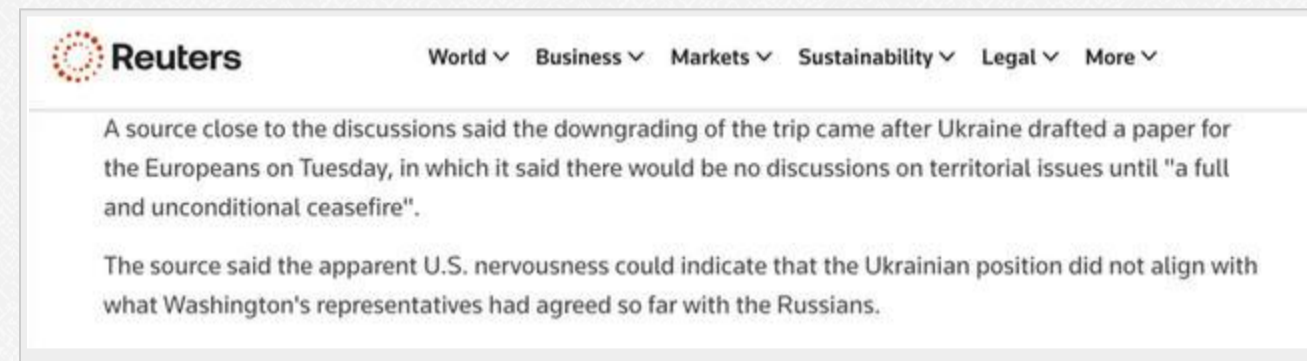 Reuters
World Business Markets Sustainability Legal More
A source close to the discussions said the downgrading of the trip came after Ukraine drafted a paper for
the Europeans on Tuesday, in which it said there would be no discussions on territorial issues until "a full
and unconditional ceasefire".
The source said the apparent U.S. nervousness could indicate that the Ukrainian position did not align with
what Washington's representatives had agreed so far with the Russians.